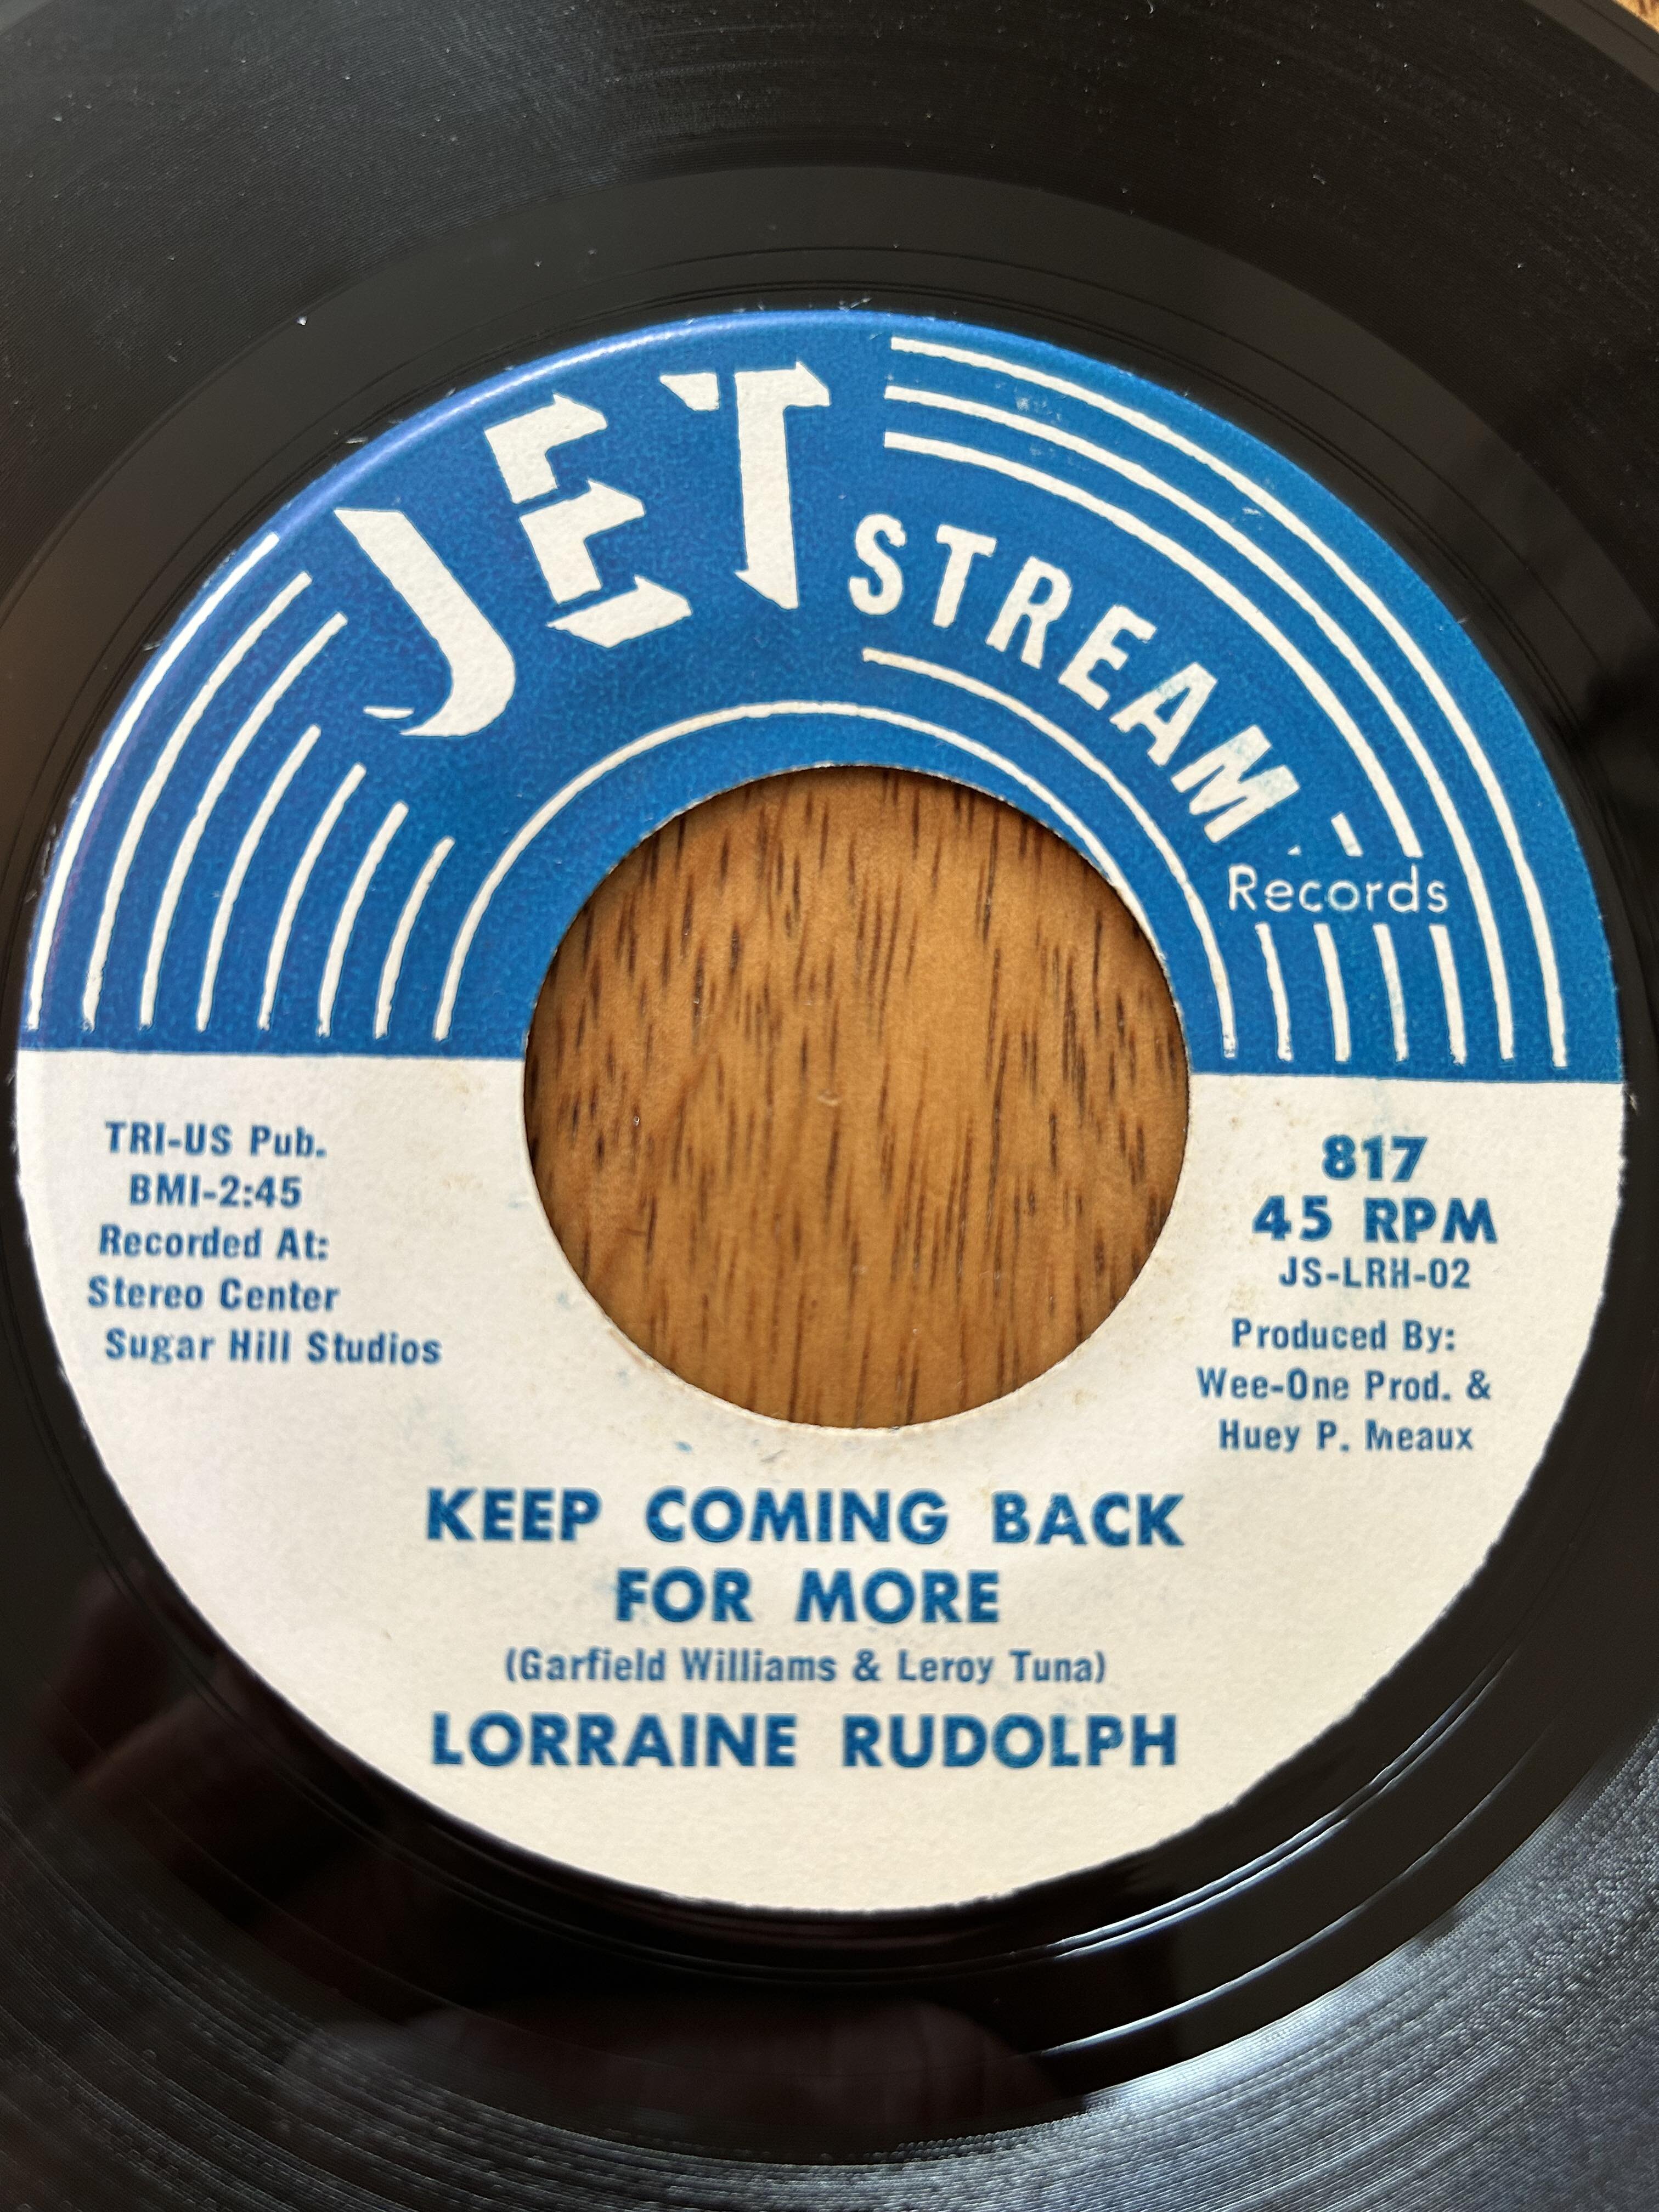 JET STREAM
Records
TRI-US Pub.
BMI-2:45
Recorded At:
Stereo Center
Sugar Hill Studios
817
45 RPM
JS-LRH-02
Produced By:
Wee-One Prod. &
Huey P. Meaux
KEEP COMING BACK
FOR MORE
(Garfield Williams & Leroy Tuna)
LORRAINE RUDOLPH